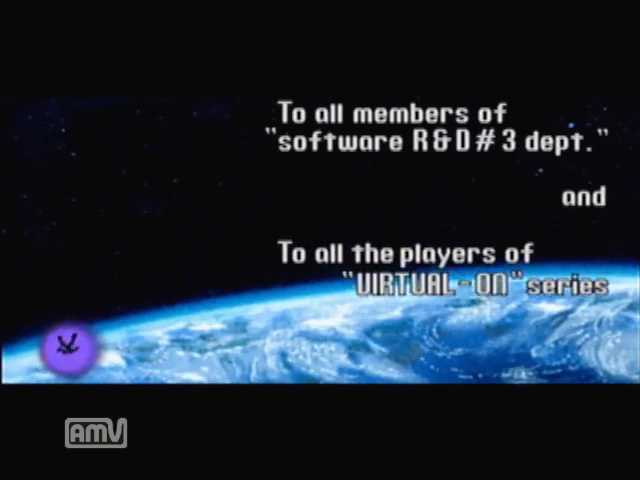 To all members of
"software R&D#3 dept."
and
To all the players of
"VIRTUAL-ON"series
AMV